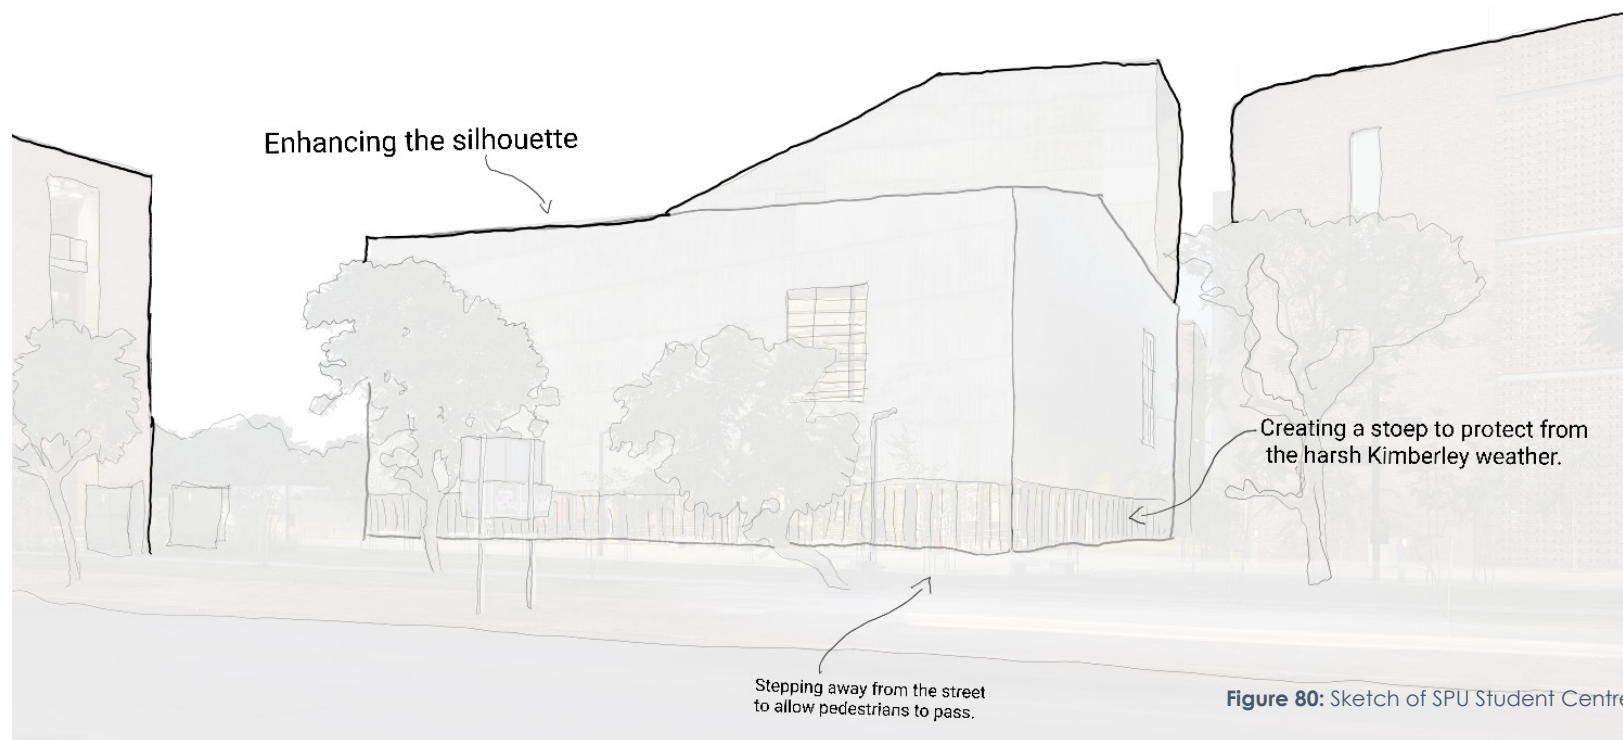 Enhancing the silhouette
Creating a stoep to protect from
the harsh Kimberley weather.
Stepping away from the street
to allow pedestrians to pass.
Figure 80: Sketch of SPU Student Centre